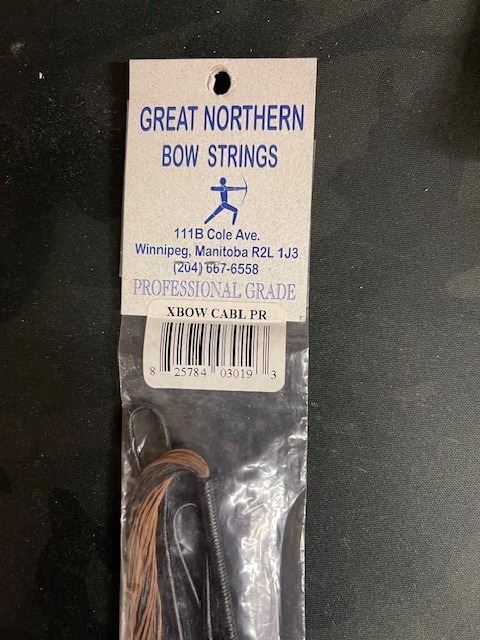 GREAT NORTHERN
BOW STRINGS
111B Cole Ave.
Winnipeg, Manitoba R2L 1J3
(204) 667-6558
PROFESSIONAL GRADE
XBOW CABL PR
8 25784 03019 3